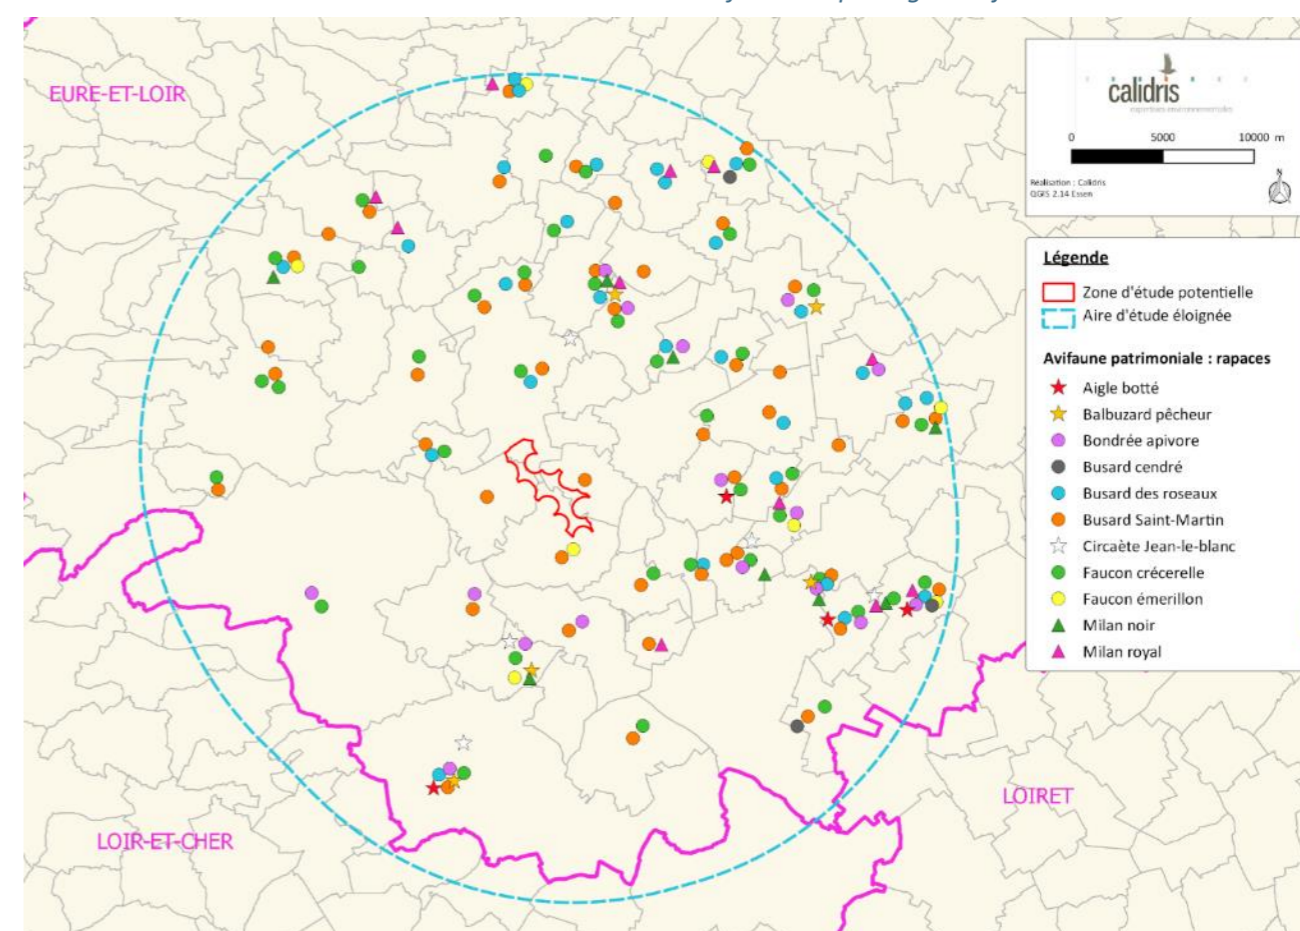 EURE-ET-LOIR
calidris
expertises environnementales
0 5000 10000 m
Réalisation : Calidris
QGIS 2.14 Essen
N
Légende
Zone d'étude potentielle
Aire d'étude éloignée
Avifaune patrimoniale : rapaces
Aigle botté
Balbuzard pêcheur
Bondrée apivore
Busard cendré
Busard des roseaux
Busard Saint-Martin
Circaète Jean-le-blanc
Faucon crécerelle
Faucon émerillon
Milan noir
Milan royal
LOIRET
LOIR-ET-CHER